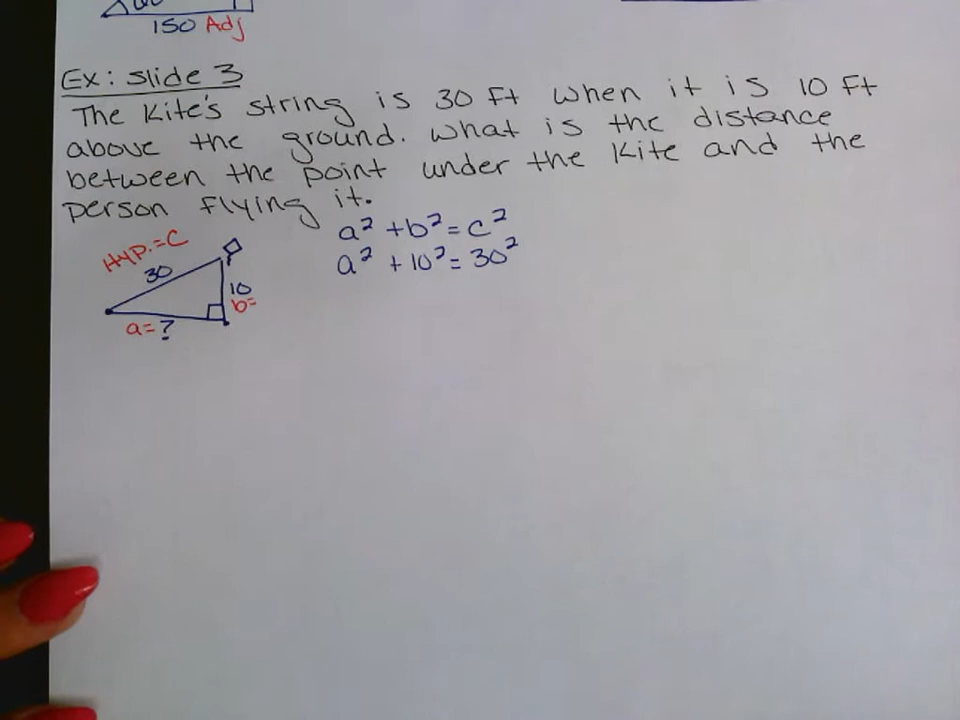 150 Adj
Ex: Slide 3
The Kite's string is 30 Ft when it is 10 Ft
above the ground. What is the distance
between the point under the Kite and the
person flying it.
a² + b² = c²
a² + 10² = 30²
Hyp. = C
30
10
b=
a= ?